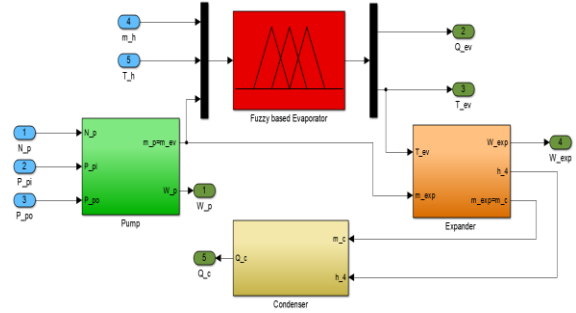 4
m_h
5
T_h
Fuzzy based Evaporator
2
Q_ev
3
T_ev
1
N_p
2
P_pi
3
P_po
N_p
P_pi
P_po
m_p=m_ev
W_p
Pump
1
W_p
T_ev
m_exp
W_exp
h_4
m_exp=m_c
Expander
4
W_exp
5
Q_c
Q_c
m_c
h_4
Condenser